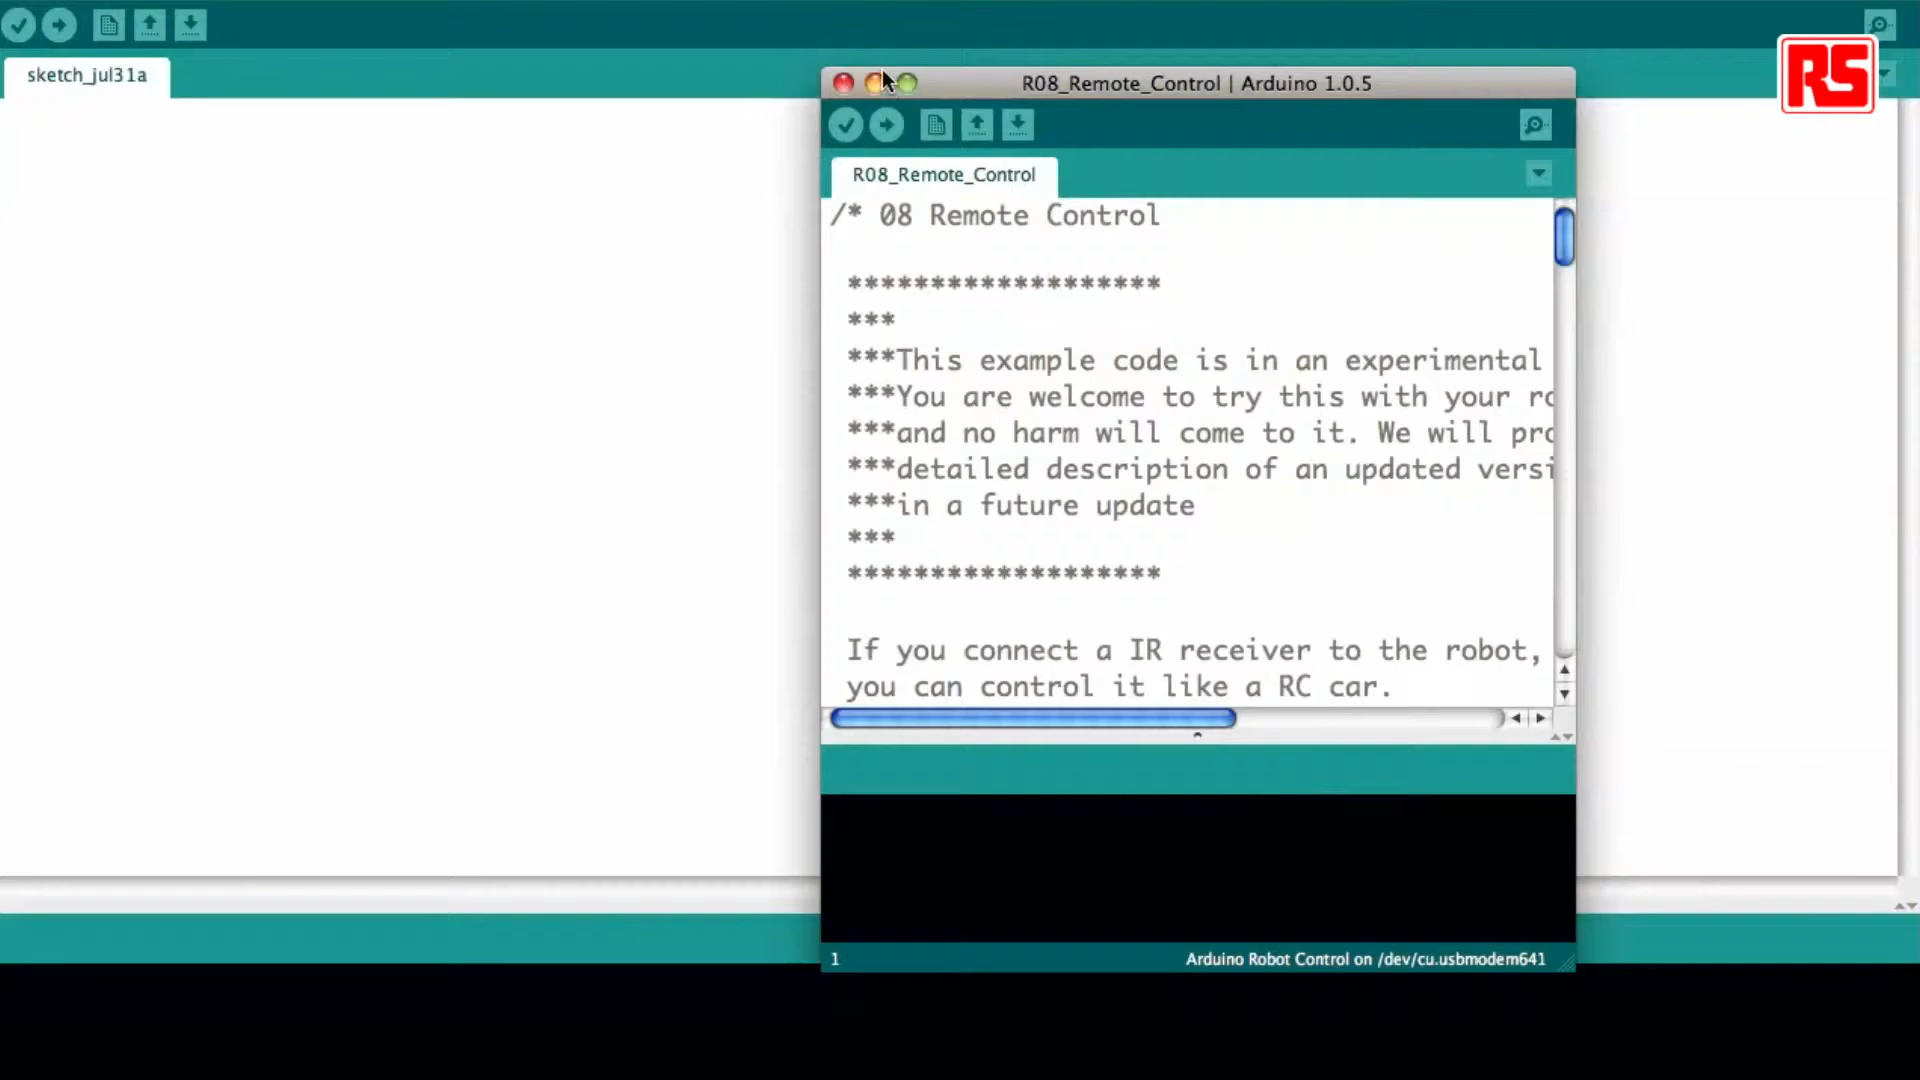 sketch_jul31a
RS
R08_Remote_Control | Arduino 1.0.5
R08_Remote_Control
/* 08 Remote Control
*******************
***
***This example code is in an experimental
***You are welcome to try this with your
***and no harm will come to it. We will
***detailed description of an updated
***in a future update
***
*******************
If you connect a IR receiver to the robot,
you can control it like a RC car.
1
Arduino Robot Control on /dev/cu.usbmodem641